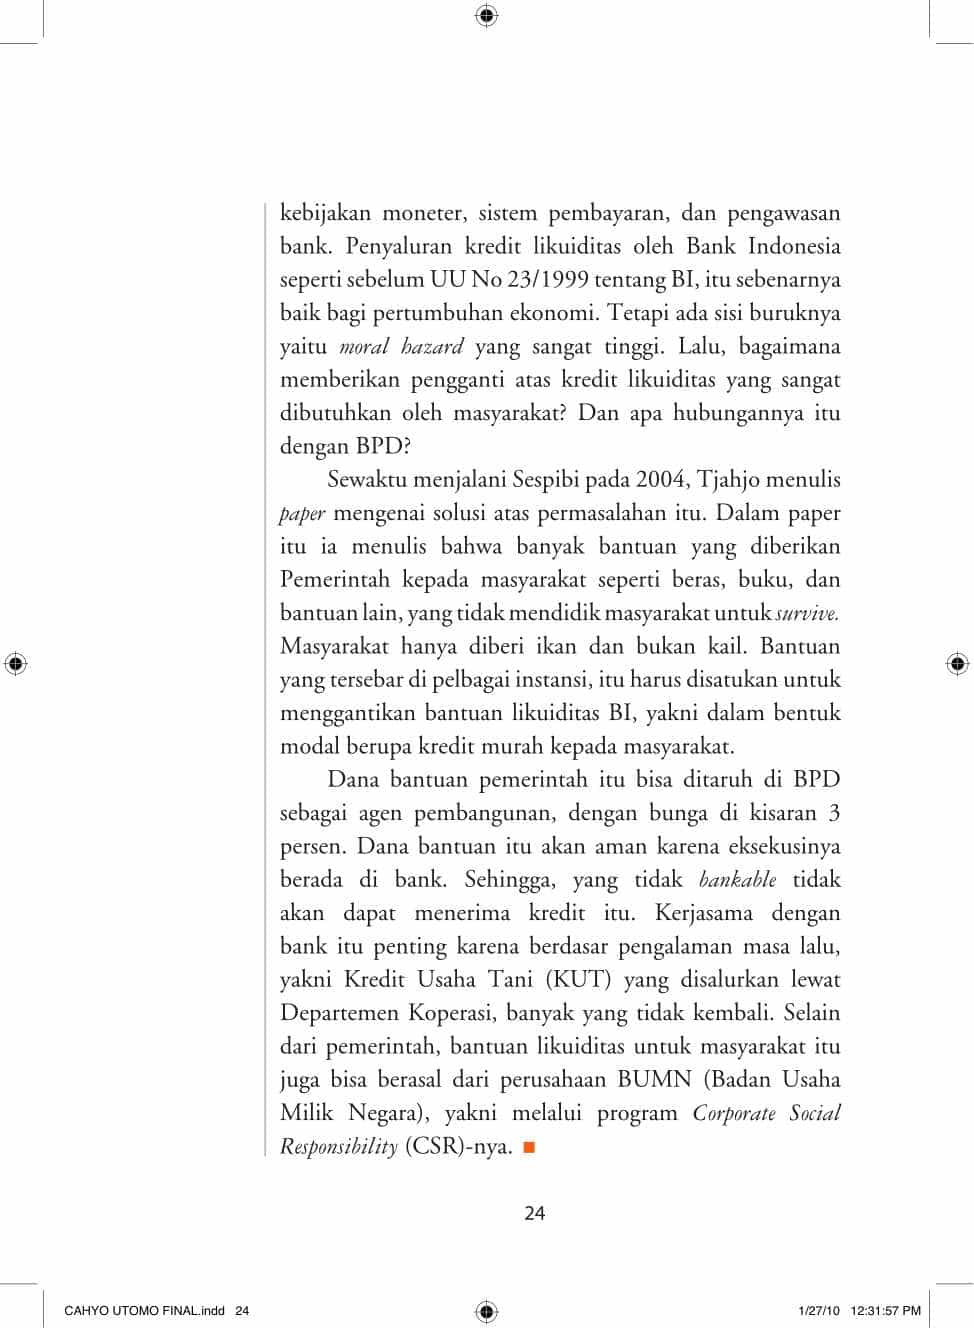 kebijakan moneter, sistem pembayaran, dan pengawasan
bank. Penyaluran kredit likuiditas oleh Bank Indonesia
seperti sebelum UU No 23/1999 tentang BI, itu sebenarnya
baik bagi pertumbuhan ekonomi. Tetapi ada sisi buruknya
yaitu moral hazard yang sangat tinggi. Lalu, bagaimana
memberikan pengganti atas kredit likuiditas yang sangat
dibutuhkan oleh masyarakat? Dan apa hubungannya itu
dengan BPD?
Sewaktu menjalani Sespibi pada 2004, Tjahjo menulis
paper mengenai solusi atas permasalahan itu. Dalam paper
itu ia menulis bahwa banyak bantuan yang diberikan
Pemerintah kepada masyarakat seperti beras, buku, dan
bantuan lain, yang tidak mendidik masyarakat untuk survive.
Masyarakat hanya diberi ikan dan bukan kail. Bantuan
yang tersebar di pelbagai instansi, itu harus disatukan untuk
menggantikan bantuan likuiditas BI, yakni dalam bentuk
modal berupa kredit murah kepada masyarakat.
Dana bantuan pemerintah itu bisa ditaruh di BPD
sebagai agen pembangunan, dengan bunga di kisaran 3
persen. Dana bantuan itu akan aman karena eksekusinya
berada di bank. Sehingga, yang tidak bankable tidak
akan dapat menerima kredit itu. Kerjasama dengan
bank itu penting karena berdasar pengalaman masa lalu,
yakni Kredit Usaha Tani (KUT) yang disalurkan lewat
Departemen Koperasi, banyak yang tidak kembali. Selain
dari pemerintah, bantuan likuiditas untuk masyarakat itu
juga bisa berasal dari perusahaan BUMN (Badan Usaha
Milik Negara), yakni melalui program Corporate Social
Responsibility (CSR)-nya.
24
CAHYO UTOMO FINAL.indd 24
1/27/10 12:31:57 PM